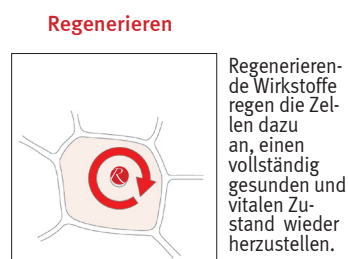 Regenerieren
R
Regenerieren-
de Wirkstoffe
regen die Zel-
len dazu
an, einen
vollständig
gesunden und
vitalen Zu-
stand wieder
herzustellen.